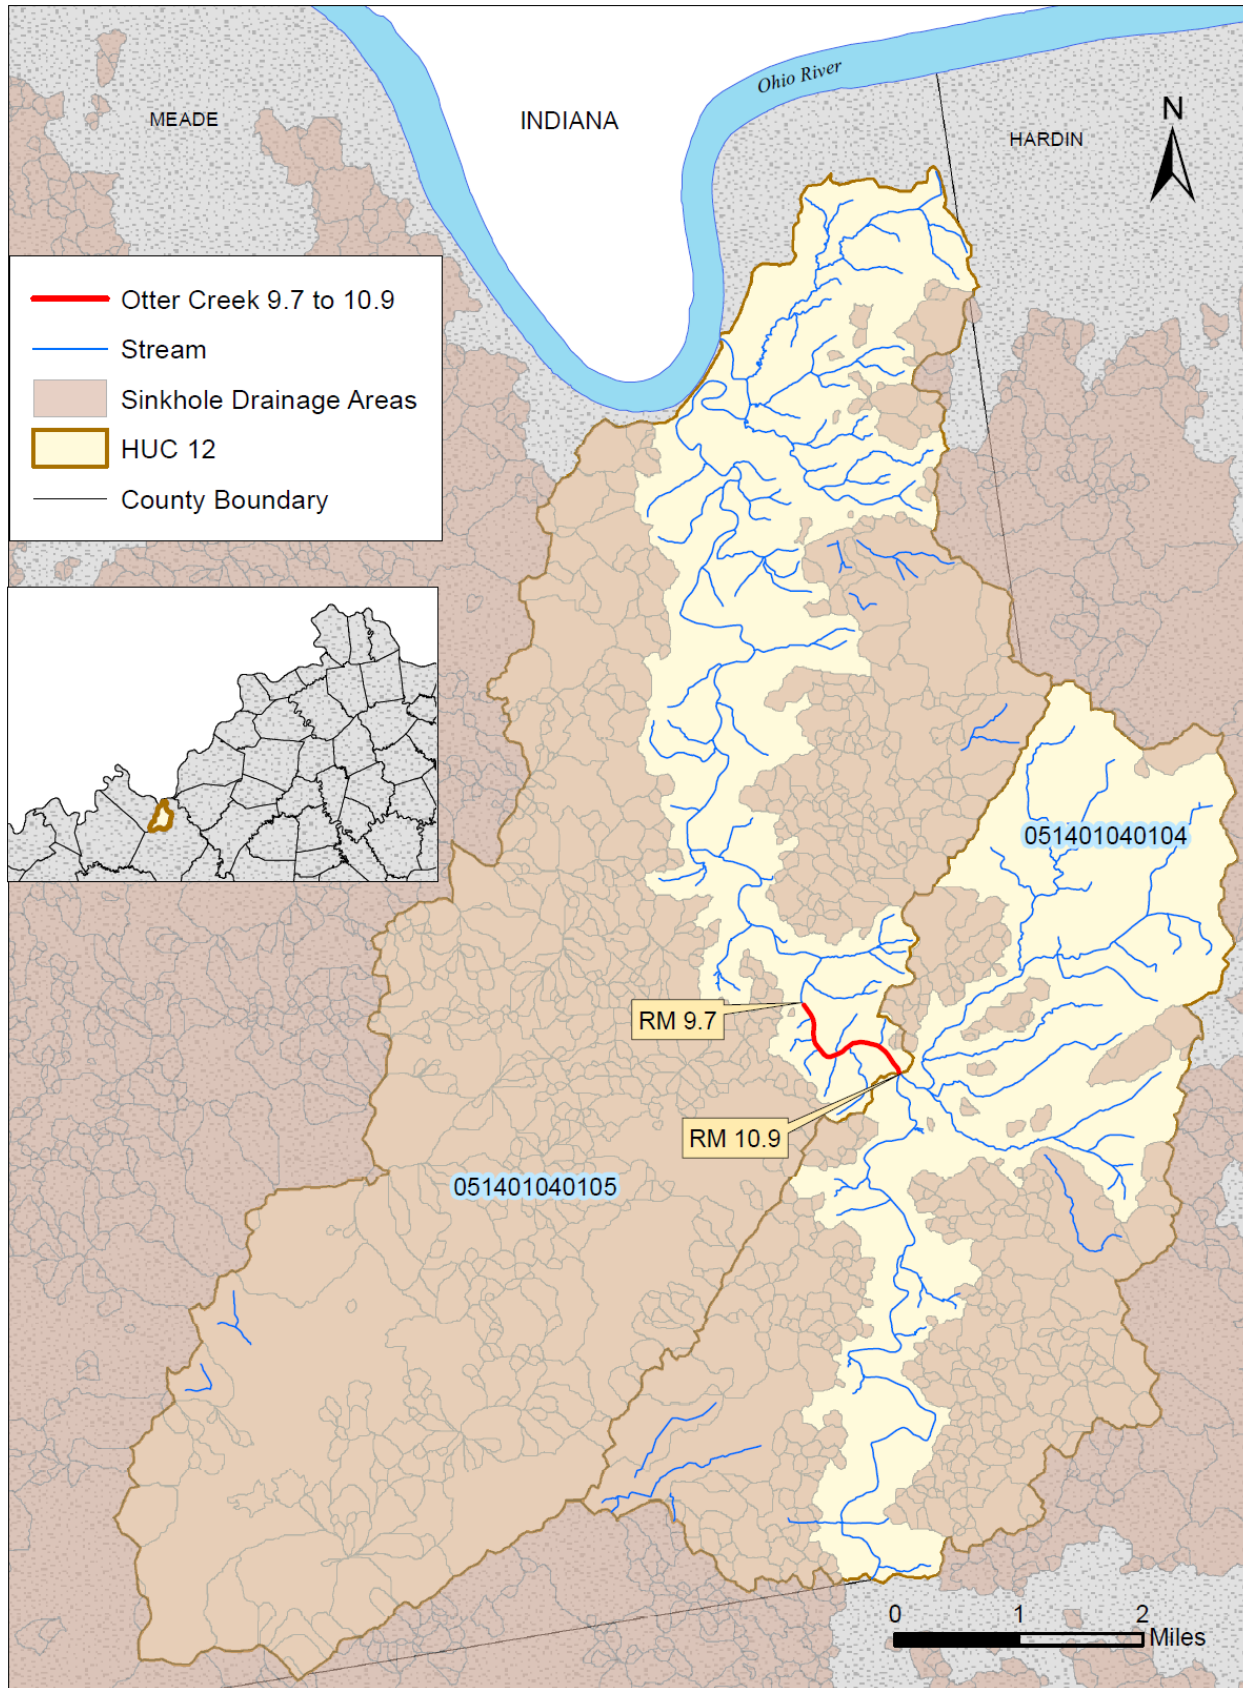 Ohio River
MEADE
INDIANA
HARDIN
N
Otter Creek 9.7 to 10.9
Stream
Sinkhole Drainage Areas
HUC 12
County Boundary
051401040104
RM 9.7
RM 10.9
051401040105
0 1 2
Miles